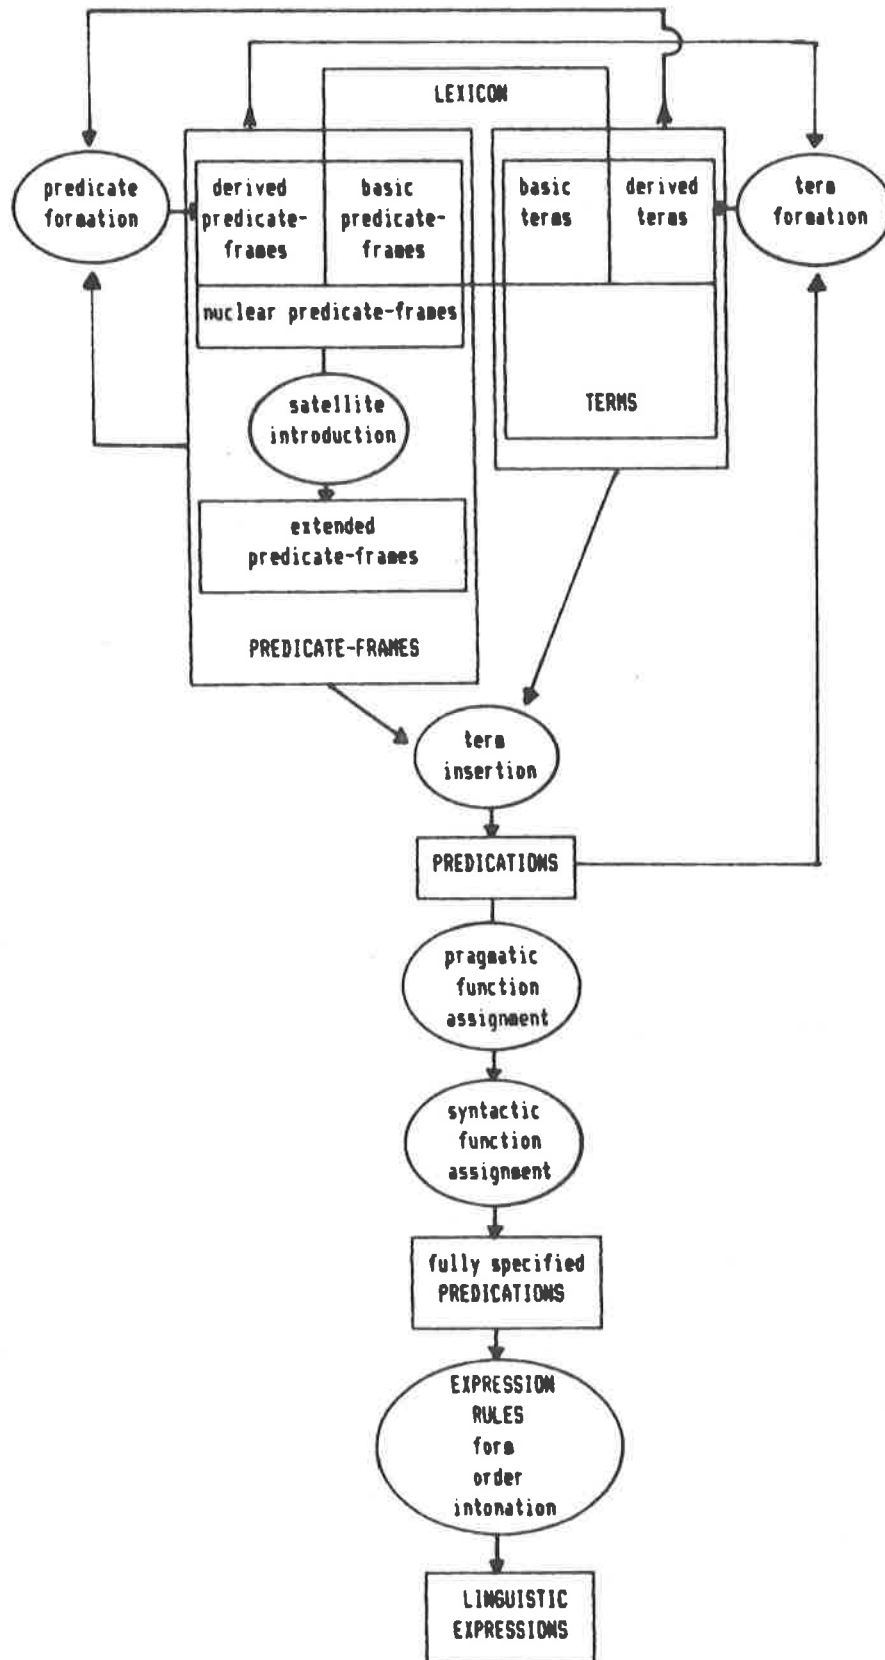 LEXICON
predicate
formation
derived
predicate-
frames
basic
predicate-
frames
basic
terms
derived
terms
term
formation
nuclear predicate-frames
satellite
introduction
TERMS
extended
predicate-frames
PREDICATE-FRAMES
term
insertion
PREDICATIONS
pragmatic
function
assignment
syntactic
function
assignment
fully specified
PREDICATIONS
EXPRESSION
RULES
form
order
intonation
LINGUISTIC
EXPRESSIONS